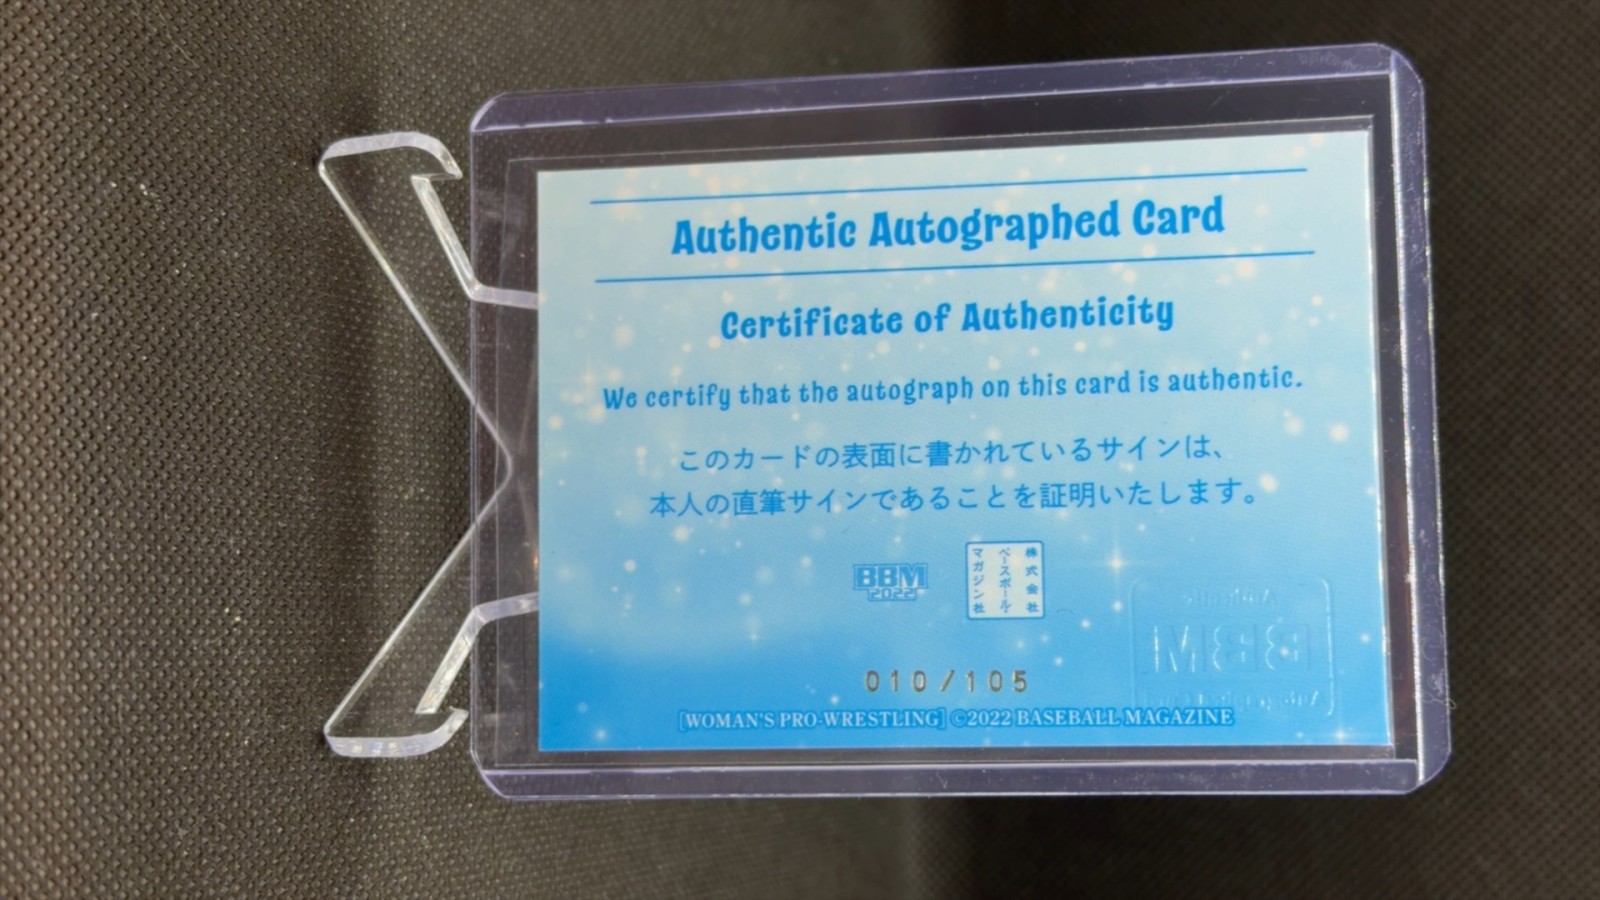 Authentic Autographed Card
Certificate of Authenticity
We certify that the autograph on this card is authentic.
このカードの表面に書かれているサインは、
本人の直筆サインであることを証明いたします。
BBM
2022
株式会社
ベースボール・
マガジン社
BBM
010/105
[WOMAN'S PRO-WRESTLING] ©2022 BASEBALL MAGAZINE